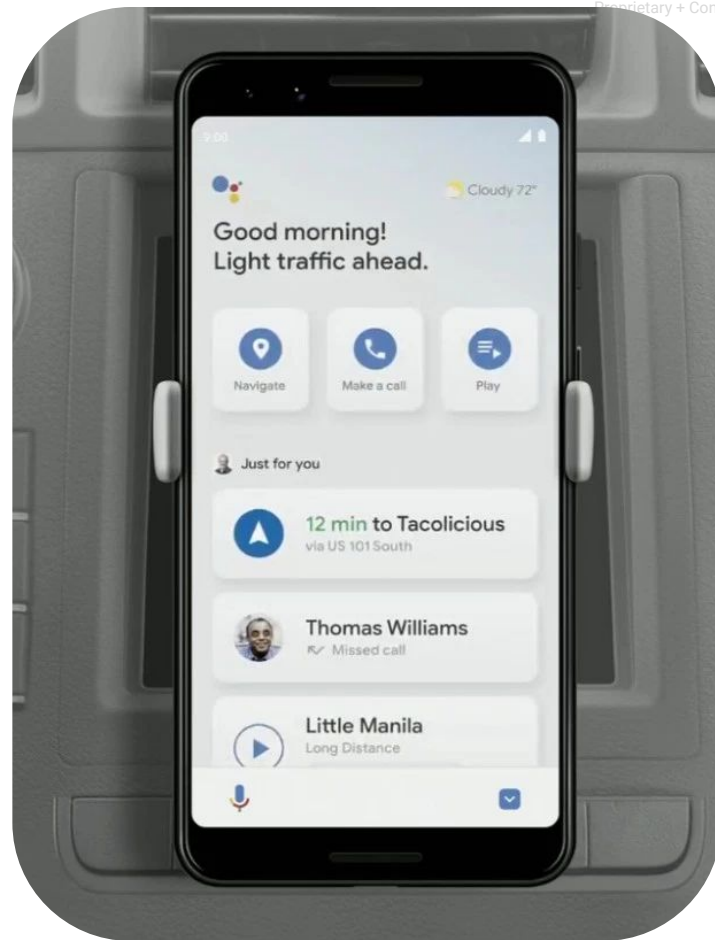 Proprietary + Con
9:00
Cloudy 72°
Good morning!
Light traffic ahead.
Navigate
Make a call
Play
Just for you
12 min to Tacolicious
via US 101 South
Thomas Williams
Missed call
Little Manila
Long Distance